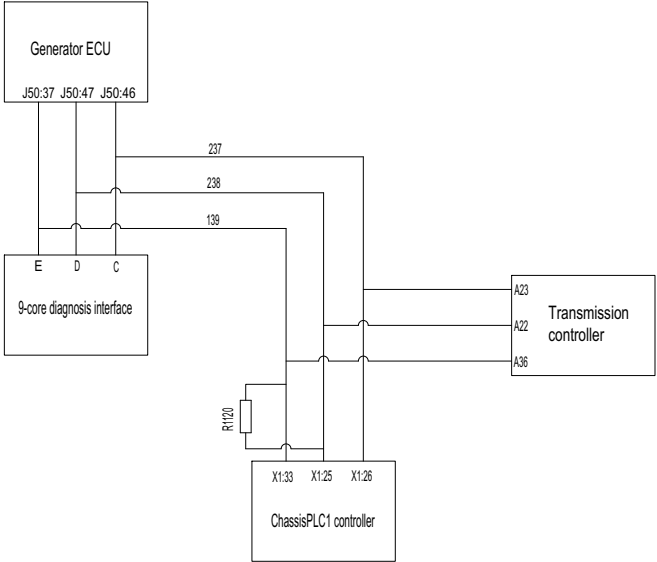 Generator ECU
J50:37 J50:47 J50:46
237
238
139
E D C
9-core diagnosis interface
A23
Transmission
controller
A22
A36
R1120
X1:33 X1:25 X1:26
ChassisPLC1 controller